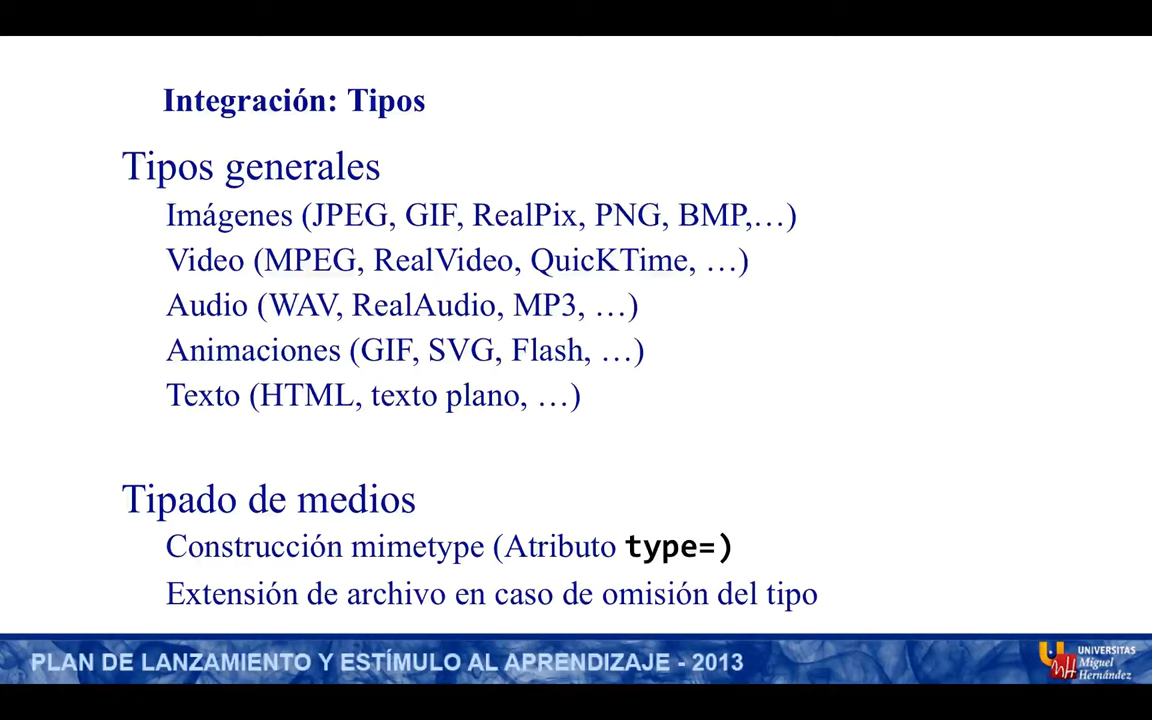 Integración: Tipos
Tipos generales
Imágenes (JPEG, GIF, RealPix, PNG, BMP,…)
Video (MPEG, RealVideo, QuicKTime, …)
Audio (WAV, RealAudio, MP3, …)
Animaciones (GIF, SVG, Flash, …)
Texto (HTML, texto plano, …)
Tipado de medios
Construcción mimetype (Atributo type=)
Extensión de archivo en caso de omisión del tipo
PLAN DE LANZAMIENTO Y ESTÍMULO AL APRENDIZAJE - 2013
UNIVERSITAS
Miguel
Hernández